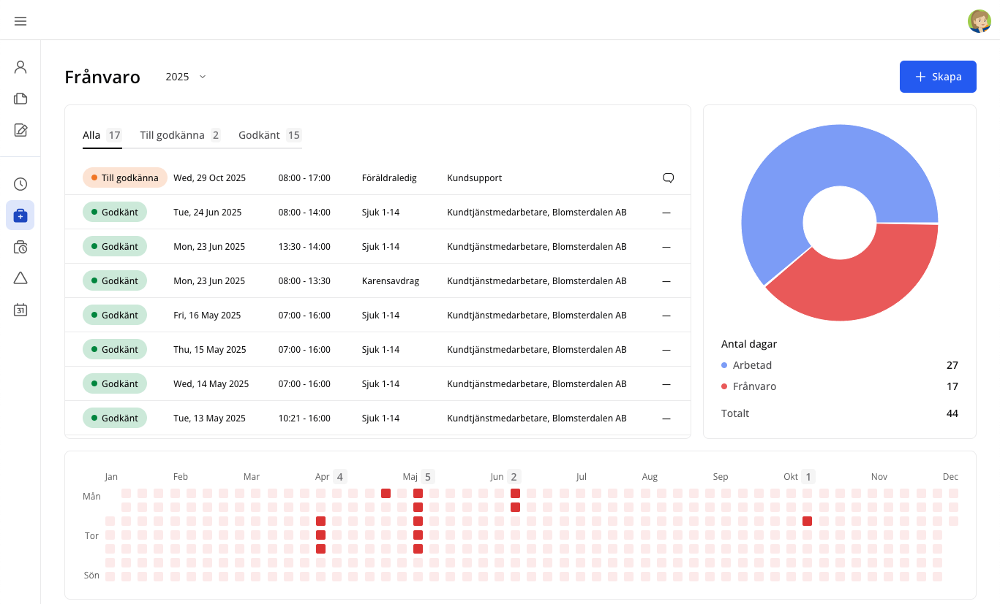 Frånvaro 2025 Skapa
Alla 17 Till godkänna 2 Godkänt 15
Till godkänna Wed, 29 Oct 2025 08:00 - 17:00 Föräldraledig Kundsupport
Godkänt Tue, 24 Jun 2025 08:00 - 14:00 Sjuk 1-14 Kundtjänstmedarbetare, Blomsterdalen AB —
Godkänt Mon, 23 Jun 2025 13:30 - 14:00 Sjuk 1-14 Kundtjänstmedarbetare, Blomsterdalen AB —
Godkänt Mon, 23 Jun 2025 08:00 - 13:30 Karensavdrag Kundtjänstmedarbetare, Blomsterdalen AB —
Godkänt Fri, 16 May 2025 07:00 - 16:00 Sjuk 1-14 Kundtjänstmedarbetare, Blomsterdalen AB —
Godkänt Thu, 15 May 2025 07:00 - 16:00 Sjuk 1-14 Kundtjänstmedarbetare, Blomsterdalen AB —
Godkänt Wed, 14 May 2025 07:00 - 16:00 Sjuk 1-14 Kundtjänstmedarbetare, Blomsterdalen AB —
Godkänt Tue, 13 May 2025 10:21 - 16:00 Sjuk 1-14 Kundtjänstmedarbetare, Blomsterdalen AB —
Antal dagar
Arbetad 27
Frånvaro 17
Totalt 44
Jan Feb Mar Apr 4 Maj 5 Jun 2 Jul Aug Sep Okt 1 Nov Dec
Mån
Tor
Sön
31